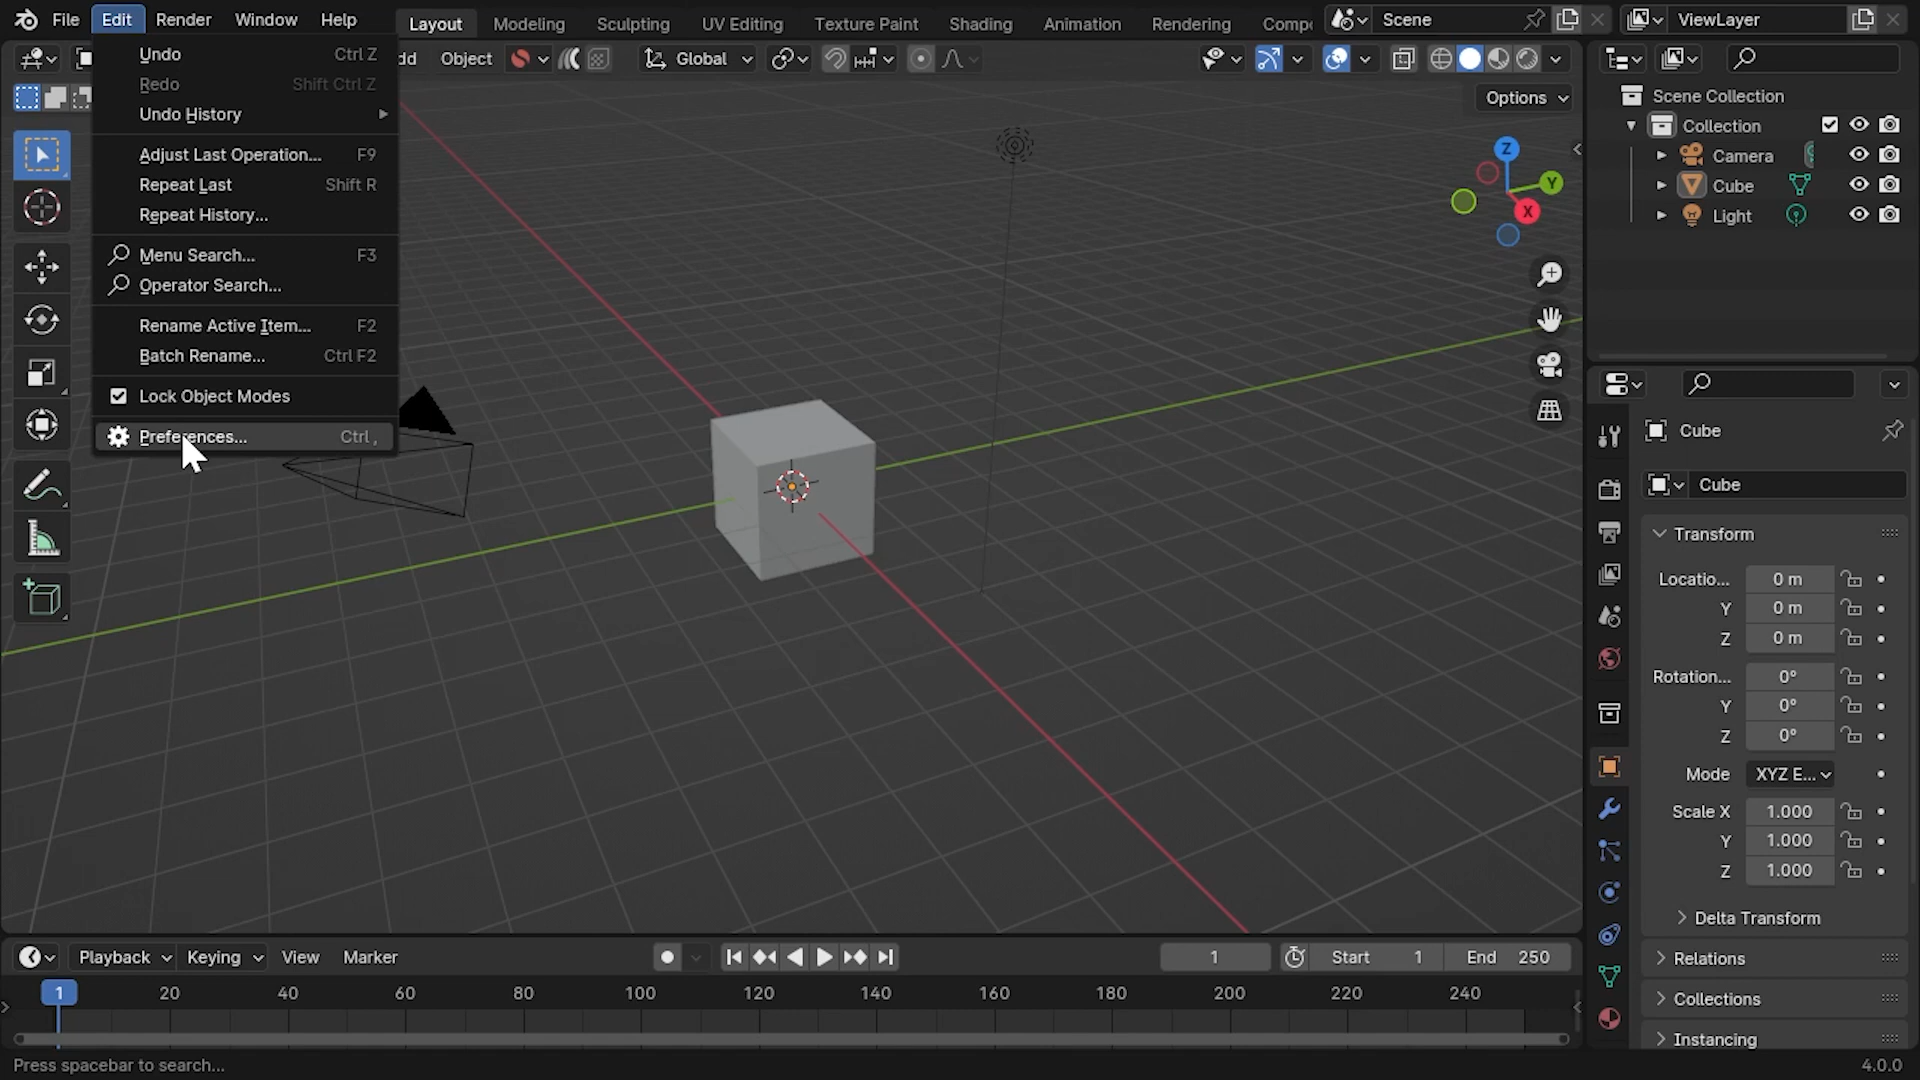 File Edit Render Window Help Layout Modeling Sculpting UV Editing Texture Paint Shading Animation Rendering Comp Scene ViewLayer
dd Object Global
Options
Undo Ctrl Z
Redo Shift Ctrl Z
Undo History
Adjust Last Operation... F9
Repeat Last Shift R
Repeat History...
Menu Search... F3
Operator Search...
Rename Active Item... F2
Batch Rename... Ctrl F2
Lock Object Modes
Preferences... Ctrl ,
Z
Y
X
Scene Collection
Collection
Camera
Cube
Light
Cube
Cube
Transform
Locatio... 0 m
Y 0 m
Z 0 m
Rotation... 0°
Y 0°
Z 0°
Mode XYZ E...
Scale X 1.000
Y 1.000
Z 1.000
Delta Transform
Relations
Collections
Instancing
Playback Keying View Marker 1 Start 1 End 250
1 20 40 60 80 100 120 140 160 180 200 220 240
Press spacebar to search... 4.0.0